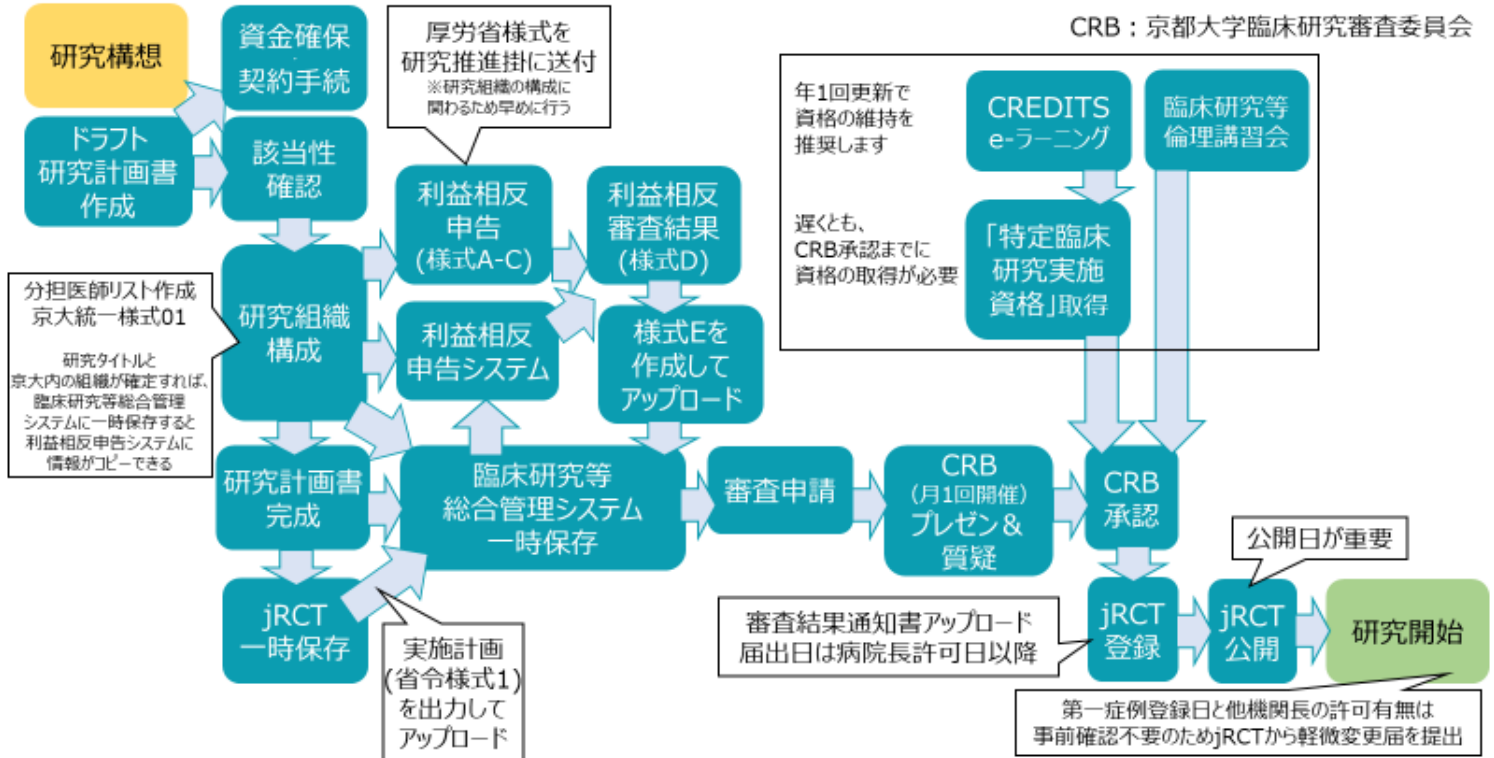 CRB：京都大学臨床研究審査委員会
研究構想
資金確保
・
契約手続
ドラフト
研究計画書
作成
該当性
確認
厚労省様式を
研究推進掛に送付
※研究組織の構成に
関わるため早めに行う
利益相反
申告
(様式A-C)
利益相反
審査結果
(様式D)
年1回更新で
資格の維持を
推奨します
CREDITS
e-ラーニング
臨床研究等
倫理講習会
遅くとも、
CRB承認までに
資格の取得が必要
「特定臨床
研究実施
資格」取得
分担医師リスト作成
京大統一様式01
研究タイトルと
京大内の組織が確定すれば、
臨床研究等総合管理
システムに一時保存すると
利益相反申告システムに
情報がコピーできる
研究組織
構成
利益相反
申告システム
様式Eを
作成して
アップロード
研究計画書
完成
臨床研究等
総合管理システム
一時保存
審査申請
CRB
（月1回開催）
プレゼン＆
質疑
CRB
承認
jRCT
一時保存
実施計画
(省令様式1)
を出力して
アップロード
審査結果通知書アップロード
届出日は病院長許可日以降
jRCT
登録
公開日が重要
jRCT
公開
研究開始
第一症例登録日と他機関長の許可有無は
事前確認不要のためjRCTから軽微変更届を提出